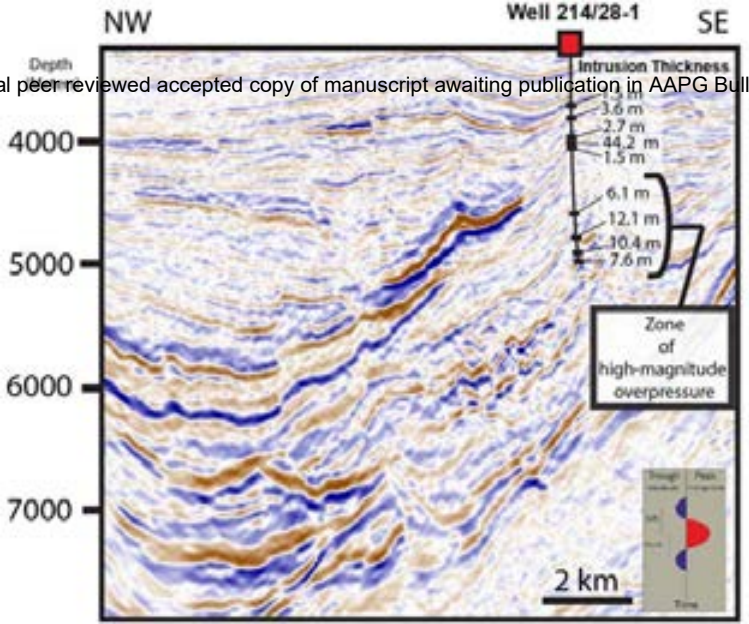 NW
Well 214/28-1
SE
Depth
Intrusion Thickness
al peer reviewed accepted copy of manuscript awaiting publication in AAPG Bull
3.6 m
2.7 m
44.2 m
1.5 m
4000
6.1 m
12.1 m
10.4 m
7.6 m
5000
Zone
of
high-magnitude
overpressure
6000
7000
Trough
Peak
2 km
Time